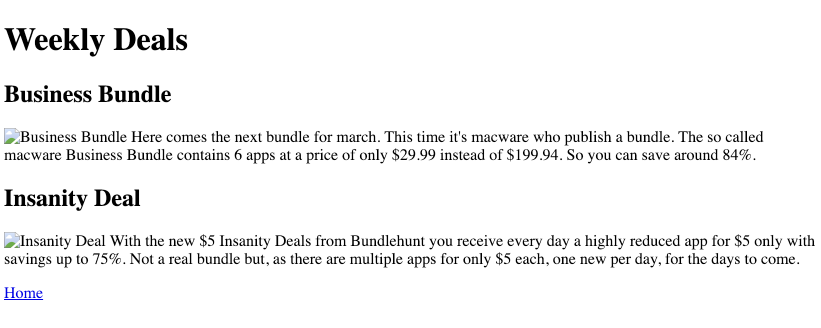 Weekly Deals
Business Bundle
Business Bundle Here comes the next bundle for march. This time it's macware who publish a bundle. The so called
macware Business Bundle contains 6 apps at a price of only $29.99 instead of $199.94. So you can save around 84%.
Insanity Deal
Insanity Deal With the new $5 Insanity Deals from Bundlehunt you receive every day a highly reduced app for $5 only with
savings up to 75%. Not a real bundle but, as there are multiple apps for only $5 each, one new per day, for the days to come.
Home